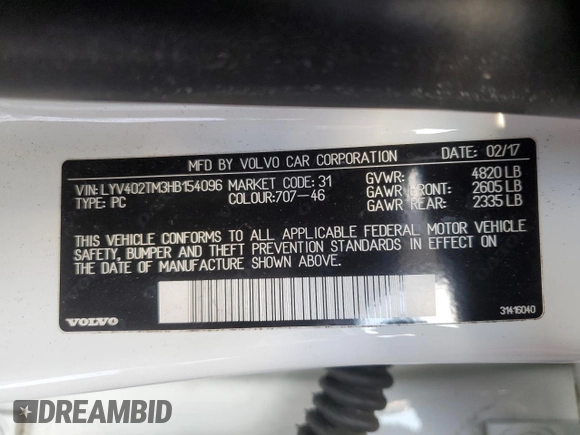 MFD BY VOLVO CAR CORPORATION DATE: 02/17
VIN: LYV402TM3HB154096 MARKET CODE: 31 GVWR: 4820 LB
TYPE: PC COLOUR:707-46 GAWR FRONT: 2605 LB
GAWR REAR: 2335 LB
THIS VEHICLE CONFORMS TO ALL APPLICABLE FEDERAL MOTOR VEHICLE
SAFETY, BUMPER AND THEFT PREVENTION STANDARDS IN EFFECT ON
THE DATE OF MANUFACTURE SHOWN ABOVE.
VOLVO 31416040
DREAMBID